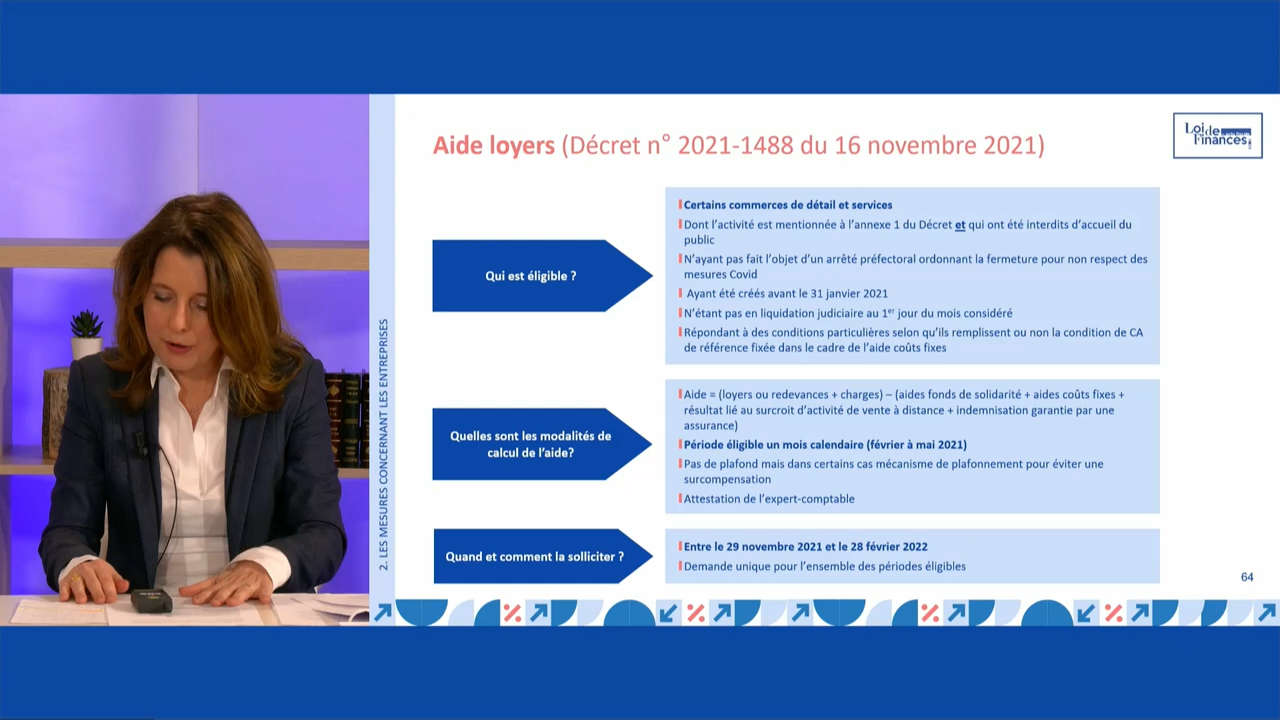 Aide loyers (Décret n° 2021-1488 du 16 novembre 2021)
Loi de
Finances
Qui est éligible ?
Certains commerces de détail et services
Dont l'activité est mentionnée à l'annexe 1 du Décret et qui ont été interdits d'accueil du
public
N'ayant pas fait l'objet d'un arrêté préfectoral ordonnant la fermeture pour non respect des
mesures Covid
Ayant été créés avant le 31 janvier 2021
N'étant pas en liquidation judiciaire au 1er jour du mois considéré
Répondant à des conditions particulières selon qu'ils remplissent ou non la condition de CA
de référence fixée dans le cadre de l'aide coûts fixes
Quelles sont les modalités de
calcul de l'aide?
Aide = (loyers ou redevances + charges) – (aides fonds de solidarité + aides coûts fixes +
résultat lié au surcroit d'activité de vente à distance + indemnisation garantie par une
assurance)
Période éligible un mois calendaire (février à mai 2021)
Pas de plafond mais dans certains cas mécanisme de plafonnement pour éviter une
surcompensation
Attestation de l'expert-comptable
Quand et comment la solliciter ?
Entre le 29 novembre 2021 et le 28 février 2022
Demande unique pour l'ensemble des périodes éligibles
2. LES MESURES CONCERNANT LES ENTREPRISES
64